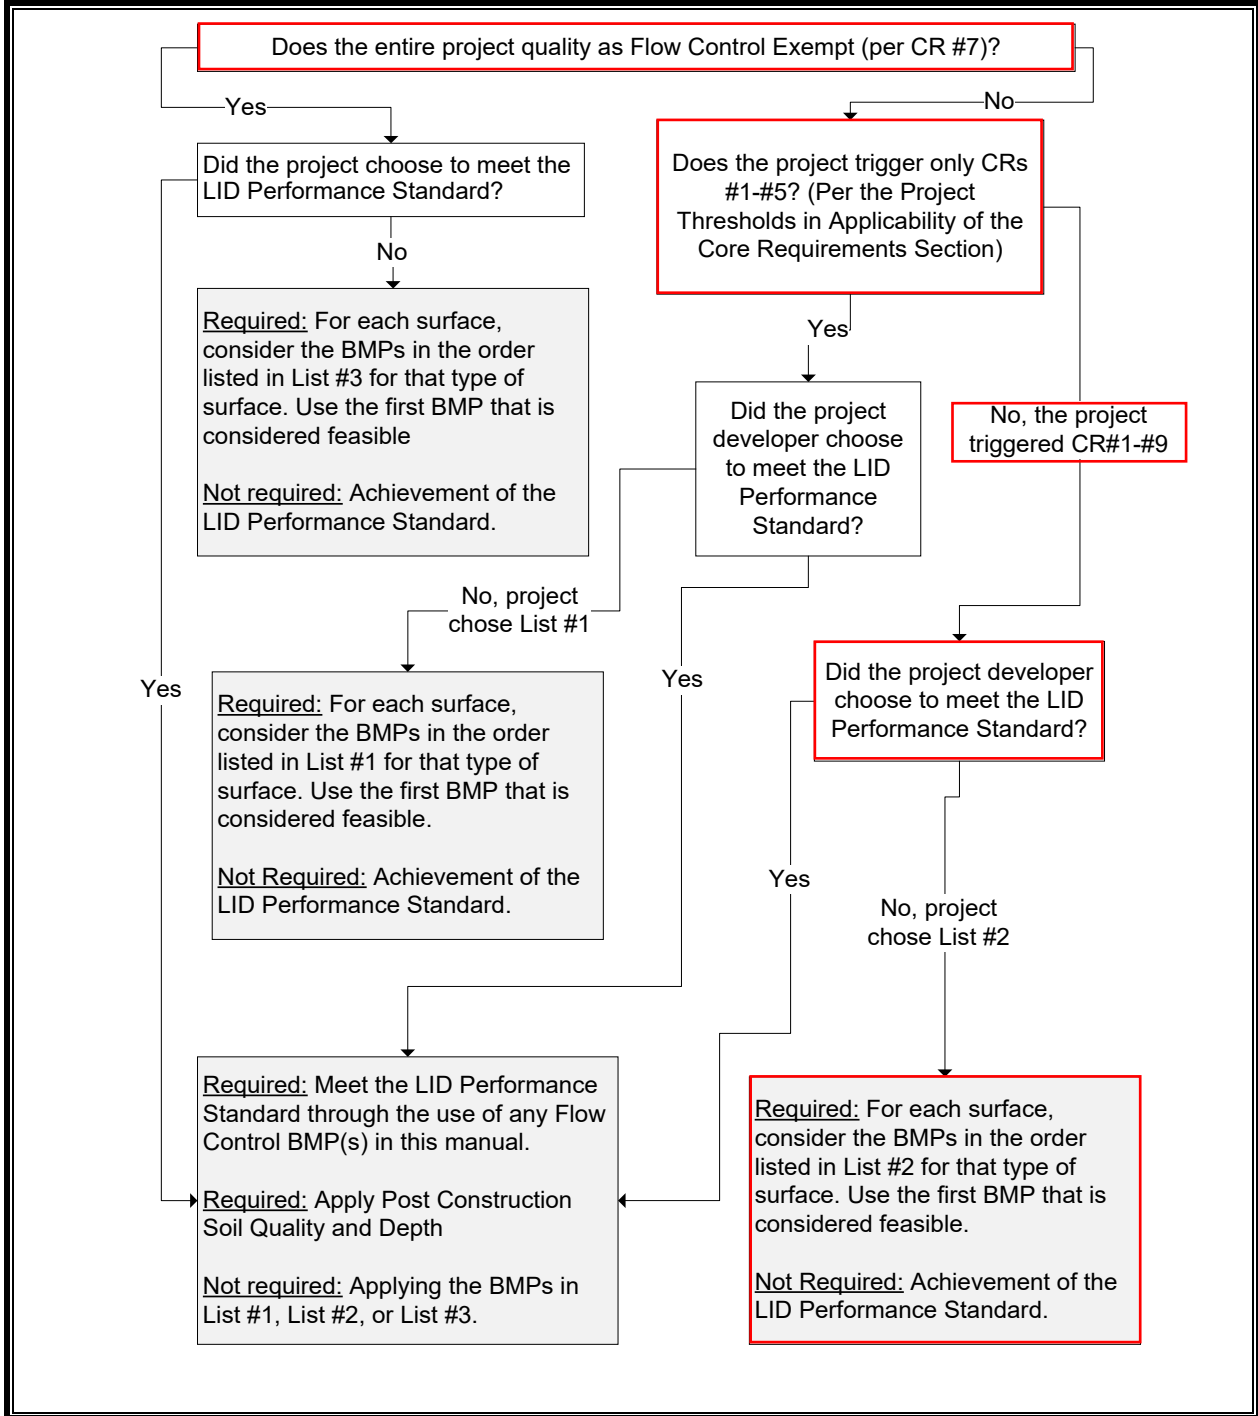 Does the entire project quality as Flow Control Exempt (per CR #7)?
Yes
No
Did the project choose to meet the
LID Performance Standard?
Does the project trigger only CRs
#1-#5? (Per the Project
Thresholds in Applicability of the
Core Requirements Section)
No
Yes
Required: For each surface,
consider the BMPs in the order
listed in List #3 for that type of
surface. Use the first BMP that is
considered feasible
Not required: Achievement of the
LID Performance Standard.
Did the project
developer choose
to meet the LID
Performance
Standard?
No, the project
triggered CR#1-#9
No, project
chose List #1
Yes
Yes
Required: For each surface,
consider the BMPs in the order
listed in List #1 for that type of
surface. Use the first BMP that is
considered feasible.
Not Required: Achievement of the
LID Performance Standard.
Did the project developer
choose to meet the LID
Performance Standard?
Yes
No, project
chose List #2
Required: Meet the LID Performance
Standard through the use of any Flow
Control BMP(s) in this manual.
Required: Apply Post Construction
Soil Quality and Depth
Not required: Applying the BMPs in
List #1, List #2, or List #3.
Required: For each surface,
consider the BMPs in the order
listed in List #2 for that type of
surface. Use the first BMP that is
considered feasible.
Not Required: Achievement of the
LID Performance Standard.